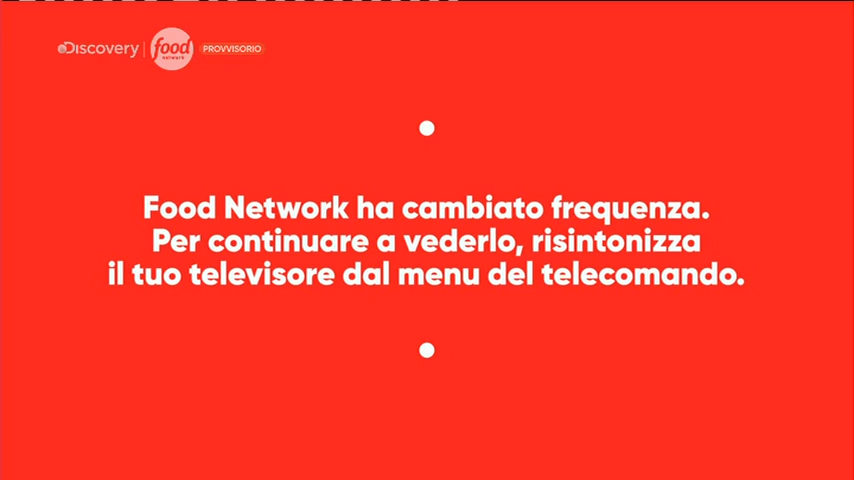 Discovery food network PROVVISORIO
Food Network ha cambiato frequenza.
Per continuare a vederlo, risintonizza
il tuo televisore dal menu del telecomando.